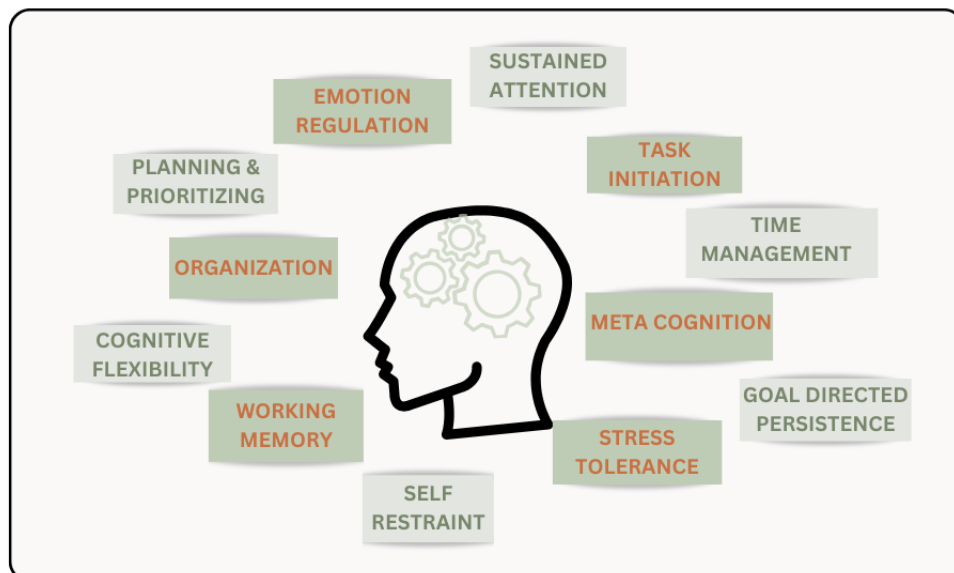 SUSTAINED
ATTENTION
EMOTION
REGULATION
TASK
INITIATION
PLANNING &
PRIORITIZING
TIME
MANAGEMENT
ORGANIZATION
META COGNITION
COGNITIVE
FLEXIBILITY
GOAL DIRECTED
PERSISTENCE
WORKING
MEMORY
STRESS
TOLERANCE
SELF
RESTRAINT